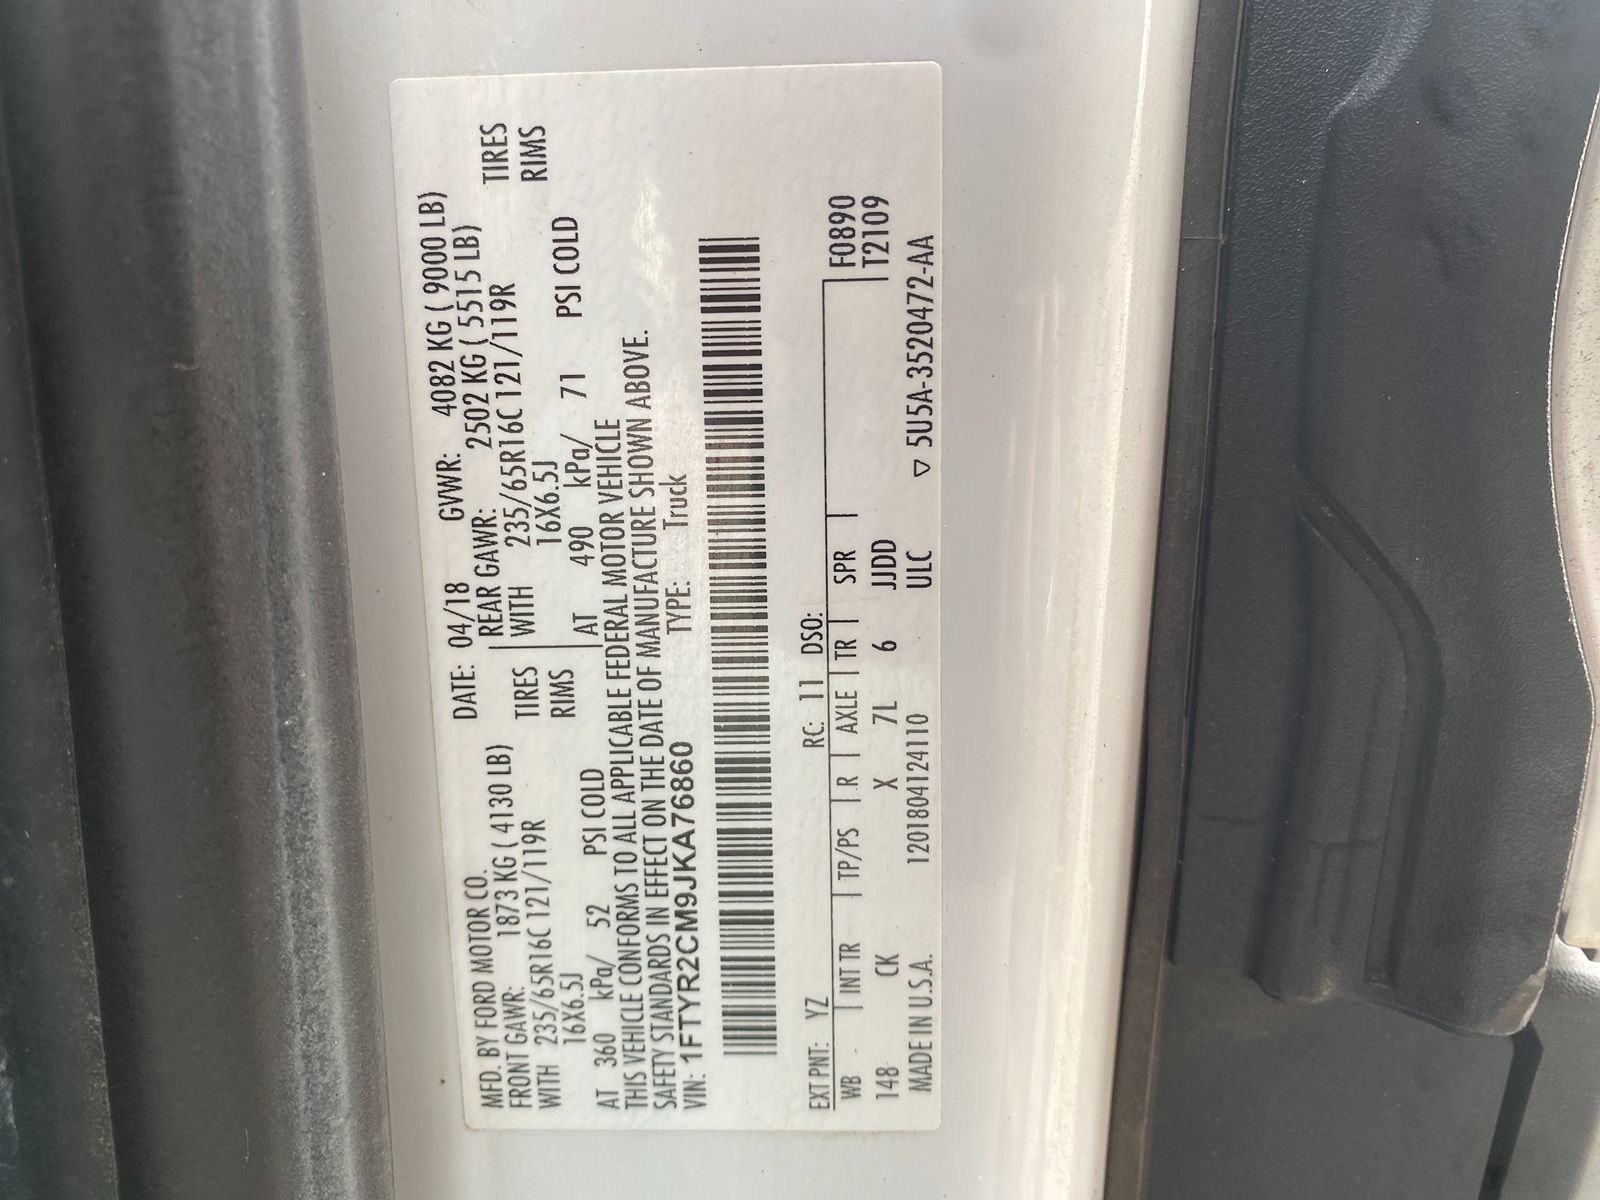 MFD. BY FORD MOTOR CO. DATE: 04/18 GVWR: 4082 KG ( 9000 LB)
FRONT GAWR: 1873 KG ( 4130 LB) REAR GAWR: 2502 KG ( 5515 LB)
WITH 235/65R16C 121/119R TIRES WITH 235/65R16C 121/119R TIRES
16X6.5J RIMS 16X6.5J RIMS
AT 360 kPa/ 52 PSI COLD AT 490 kPa/ 71 PSI COLD
THIS VEHICLE CONFORMS TO ALL APPLICABLE FEDERAL MOTOR VEHICLE
SAFETY STANDARDS IN EFFECT ON THE DATE OF MANUFACTURE SHOWN ABOVE.
VIN: 1FTYR2CM9JKA76860 TYPE: Truck
EXT PNT: YZ RC: 11 DSO: F0890
WB INT TR TP/PS R AXLE TR SPR T2109
148 CK X 7L 6 JJDD
MADE IN U.S.A. 120180412411​0 ULC ▽ 5U5A-3520472-AA